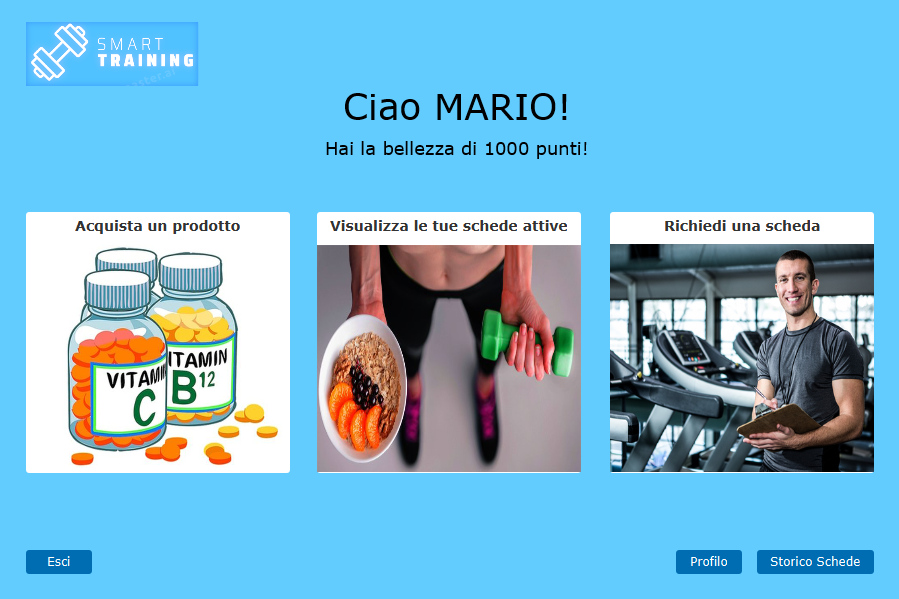 SMART
TRAINING
Ciao MARIO!
Hai la bellezza di 1000 punti!
Acquista un prodotto
Visualizza le tue schede attive
Richiedi una scheda
VITAMIN
B12
VITAMI
C
Esci
Profilo
Storico Schede